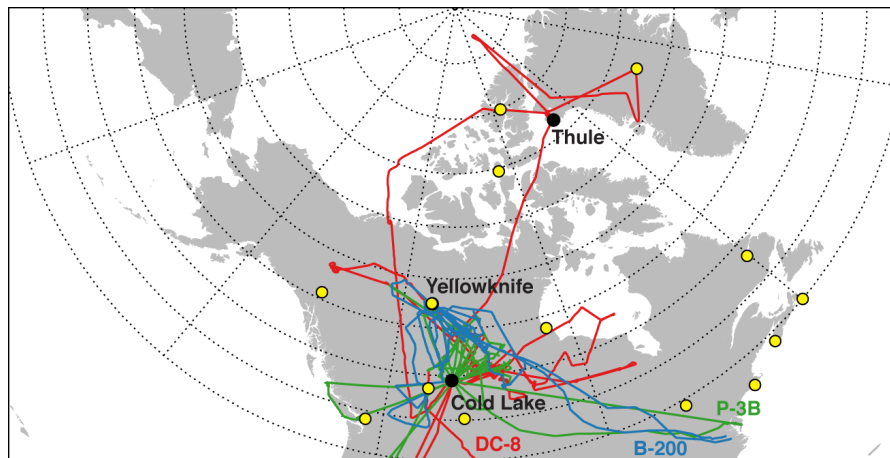 Thule
Yellowknife
Cold Lake
P-3B
DC-8
B-200